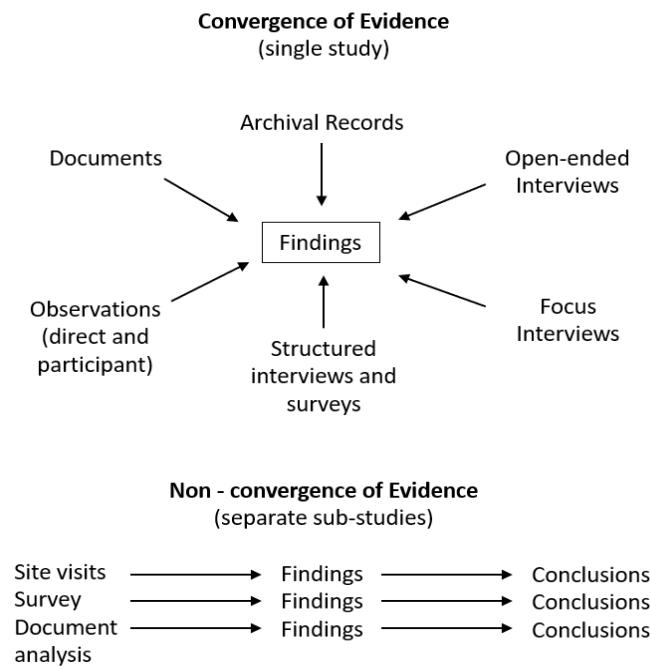 Convergence of Evidence
(single study)
Archival Records
Documents
Open-ended
Interviews
Findings
Observations
(direct and
participant)
Focus
Interviews
Structured
interviews and
surveys
Non - convergence of Evidence
(separate sub-studies)
Site visits Findings Conclusions
Survey Findings Conclusions
Document Findings Conclusions
analysis